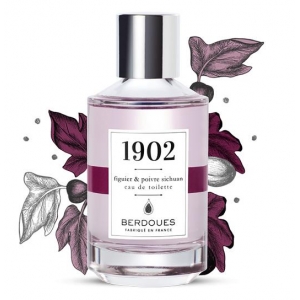 1902
figuier & poivre sichuan
eau de toilette
BERDOUES
FABRIQUÉ EN FRANCE